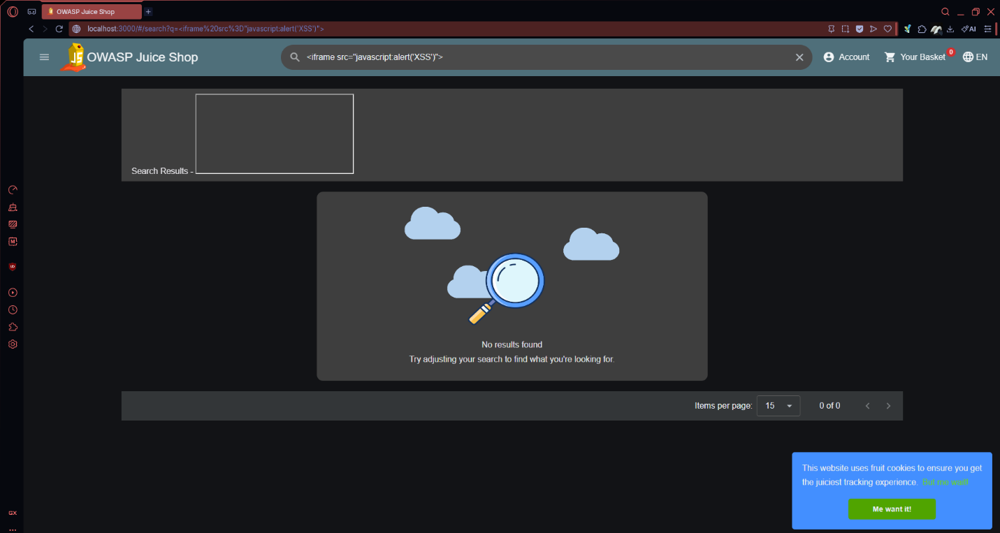 OWASP Juice Shop
+
localhost:3000/#/search?q=<iframe%20src%3D"javascript:alert('XSS')">
AI
JS
OWASP Juice Shop
<iframe src="javascript:alert('XSS')">
Account
Your Basket
0
EN
Search Results -
M
No results found
Try adjusting your search to find what you're looking for.
Items per page:
15
0 of 0
This website uses fruit cookies to ensure you get
the juiciest tracking experience. But me wait!
Me want it!
GX